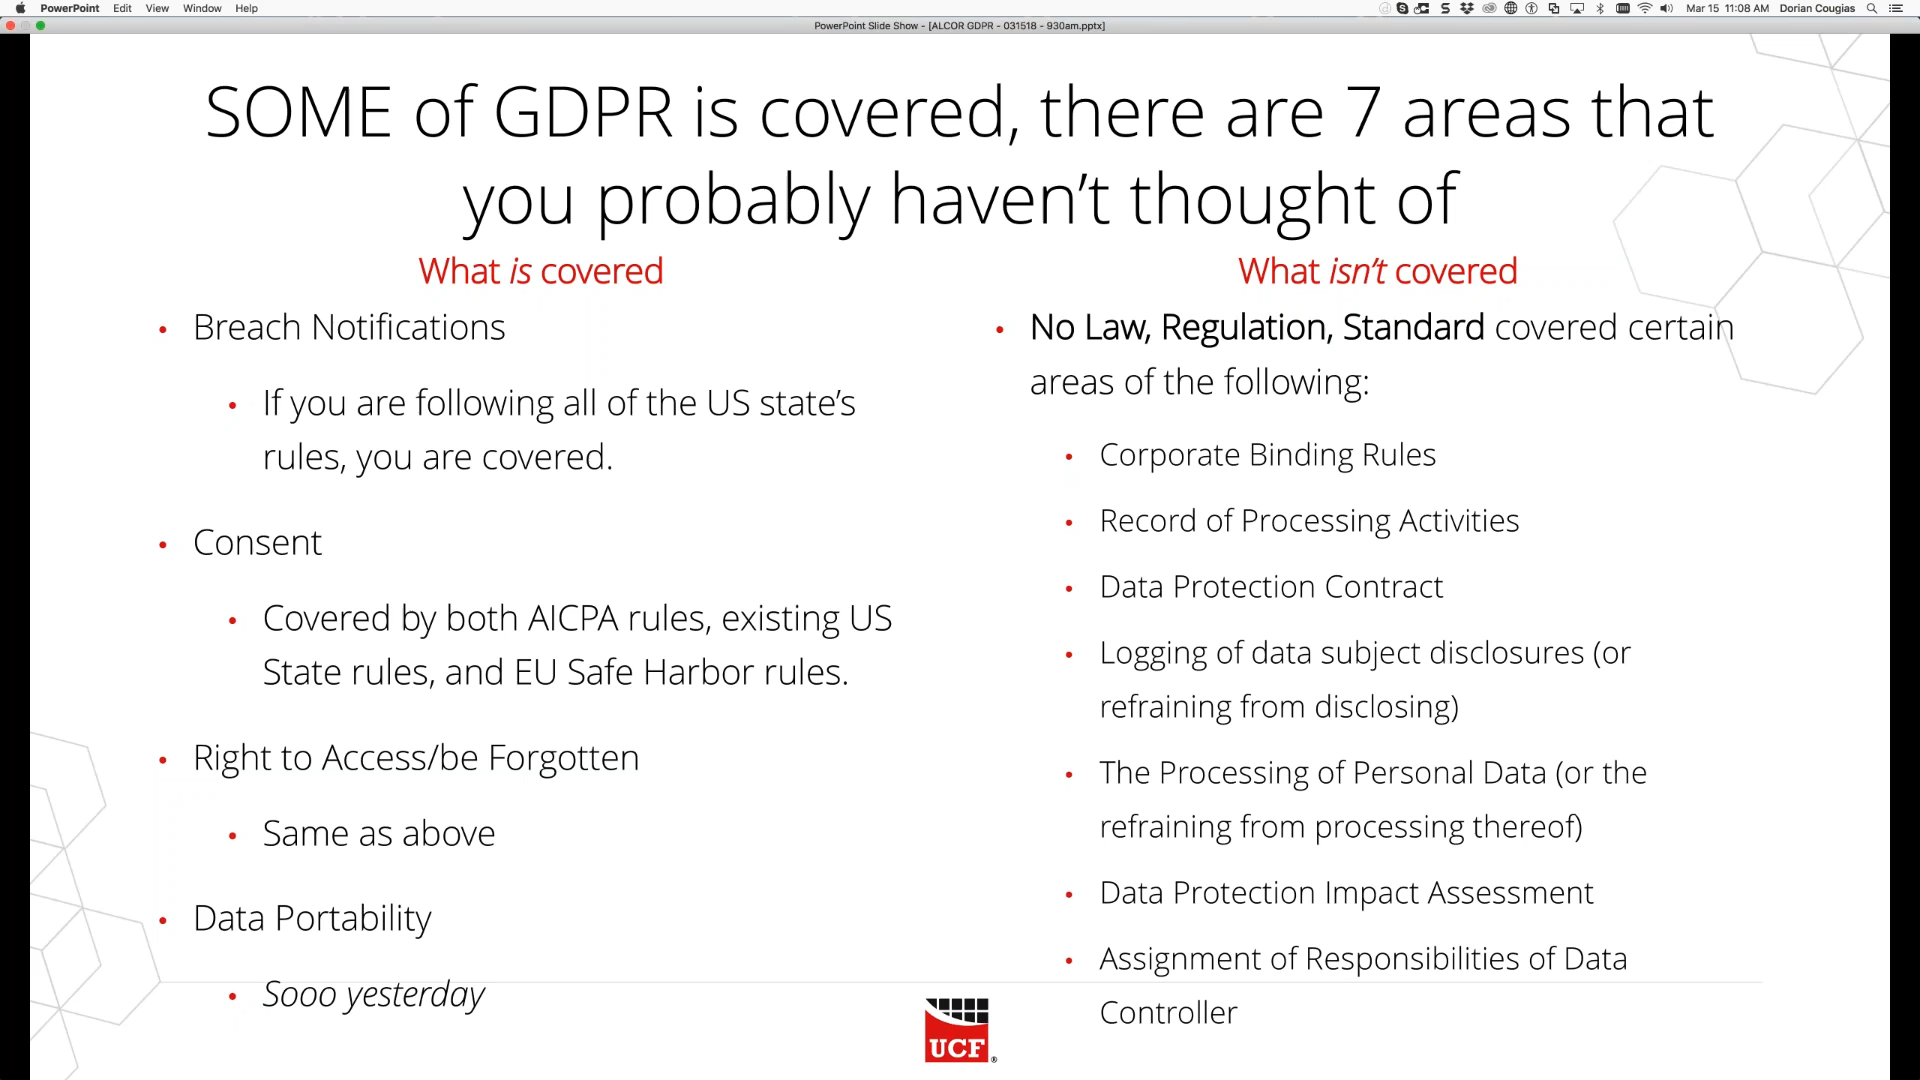 PowerPoint Edit View Window Help Mar 15 11:08 AM Dorian Cougias
PowerPoint Slide Show - [ALCOR GDPR - 031518 - 930am.pptx]
SOME of GDPR is covered, there are 7 areas that
you probably haven't thought of
What is covered
• Breach Notifications
• If you are following all of the US state's
rules, you are covered.
• Consent
• Covered by both AICPA rules, existing US
State rules, and EU Safe Harbor rules.
• Right to Access/be Forgotten
• Same as above
• Data Portability
• Sooo yesterday
What isn't covered
• No Law, Regulation, Standard covered certain
areas of the following:
• Corporate Binding Rules
• Record of Processing Activities
• Data Protection Contract
• Logging of data subject disclosures (or
refraining from disclosing)
• The Processing of Personal Data (or the
refraining from processing thereof)
• Data Protection Impact Assessment
• Assignment of Responsibilities of Data
Controller
UCF®